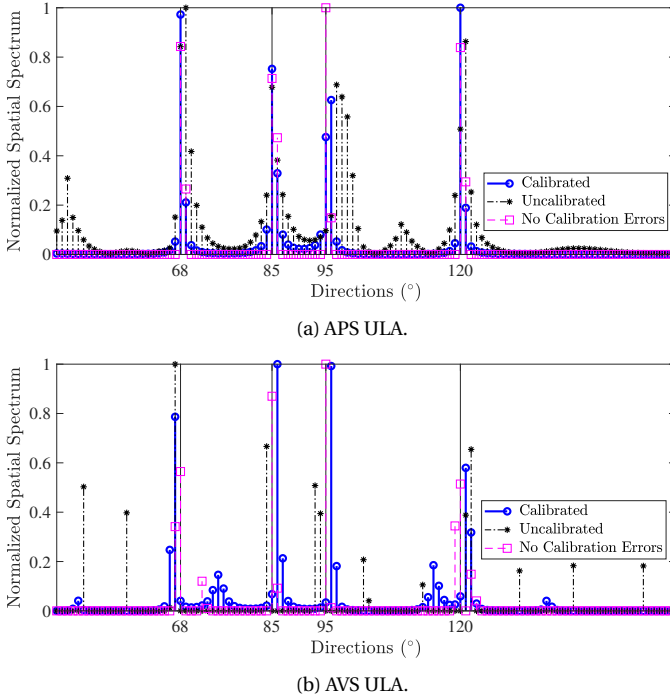 Normalized Spatial Spectrum
1
0.8
0.6
0.4
0.2
0
68
85
95
120
Directions (°)
Calibrated
Uncalibrated
No Calibration Errors
(a) APS ULA.
Normalized Spatial Spectrum
1
0.8
0.6
0.4
0.2
0
68
85
95
120
Directions (°)
Calibrated
Uncalibrated
No Calibration Errors
(b) AVS ULA.